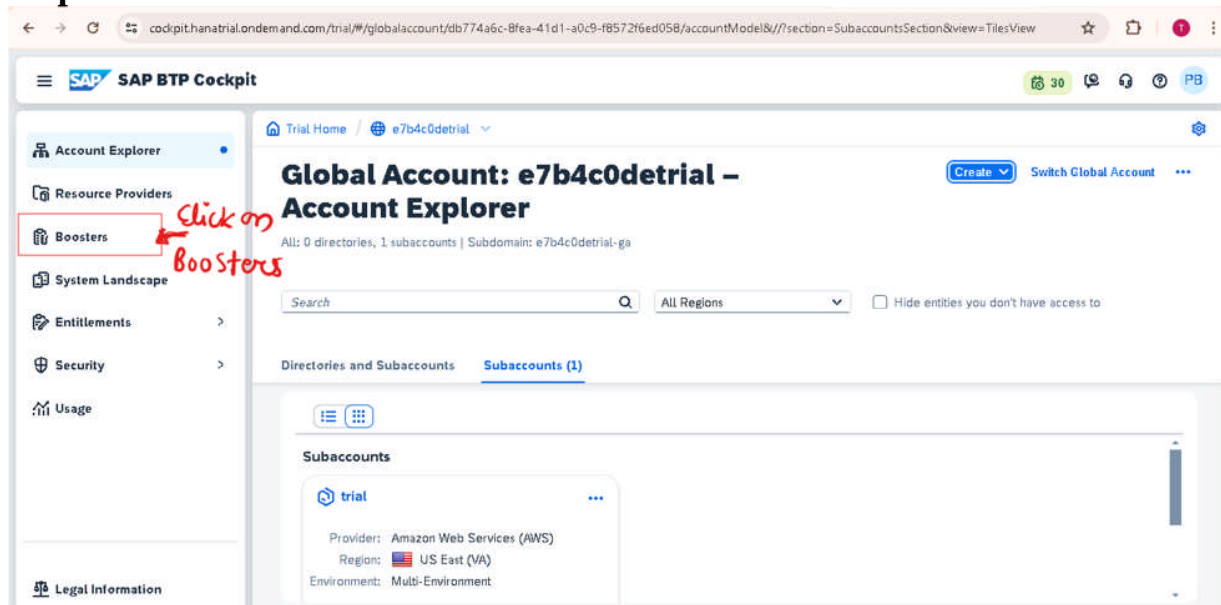 cockpit.hanatrial.ondemand.com/trial/#/globalaccount/db774a6c-8fea-41d1-a0c9-f8572f6ed058/accountModel&//?section=SubaccountsSection&view=TilesView
T
SAP SAP BTP Cockpit
30
PB
Trial Home / e7b4c0detrial
Account Explorer
Resource Providers
Boosters
System Landscape
Entitlements
Security
Usage
Legal Information
Click on
Boosters
Global Account: e7b4c0detrial –
Account Explorer
Create
Switch Global Account
All: 0 directories, 1 subaccounts | Subdomain: e7b4c0detrial-ga
Search
All Regions
Hide entities you don't have access to
Directories and Subaccounts
Subaccounts (1)
Subaccounts
trial
Provider: Amazon Web Services (AWS)
Region: US East (VA)
Environment: Multi-Environment